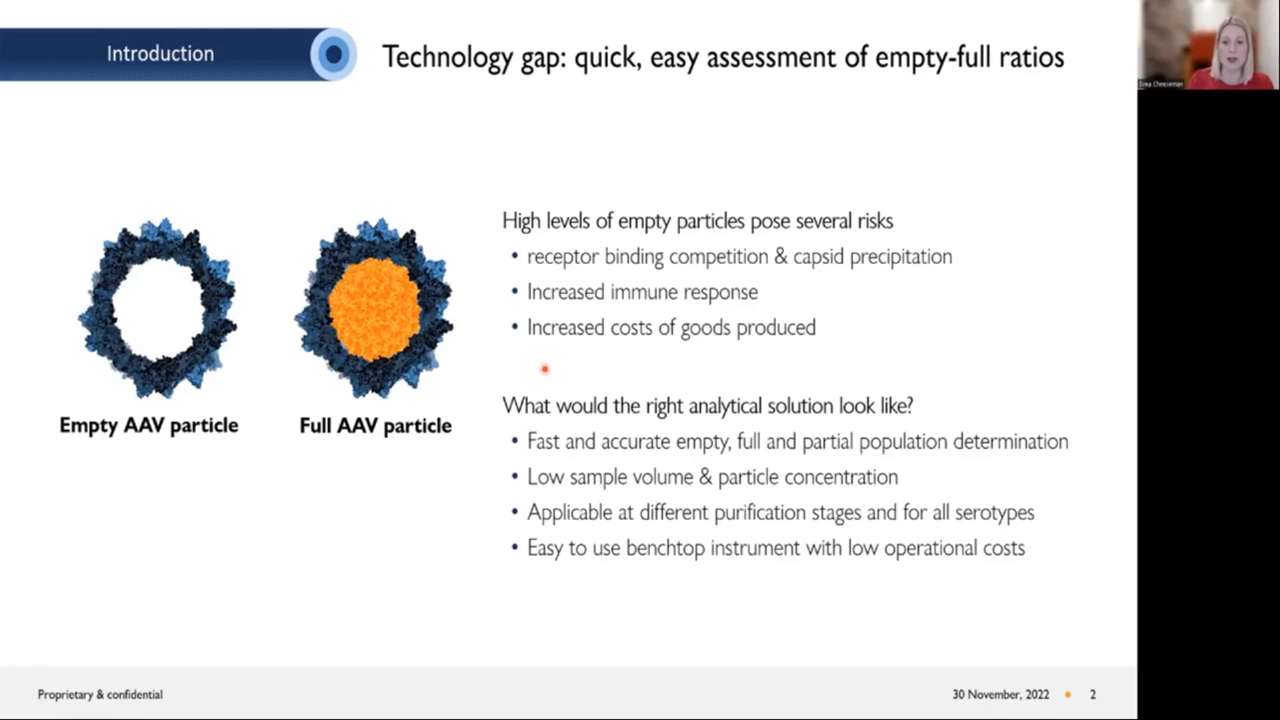 Introduction
Technology gap: quick, easy assessment of empty-full ratios
High levels of empty particles pose several risks
• receptor binding competition & capsid precipitation
• Increased immune response
• Increased costs of goods produced
What would the right analytical solution look like?
• Fast and accurate empty, full and partial population determination
• Low sample volume & particle concentration
• Applicable at different purification stages and for all serotypes
• Easy to use benchtop instrument with low operational costs
Empty AAV particle
Full AAV particle
Proprietary & confidential
30 November, 2022 • 2
Cheeseman